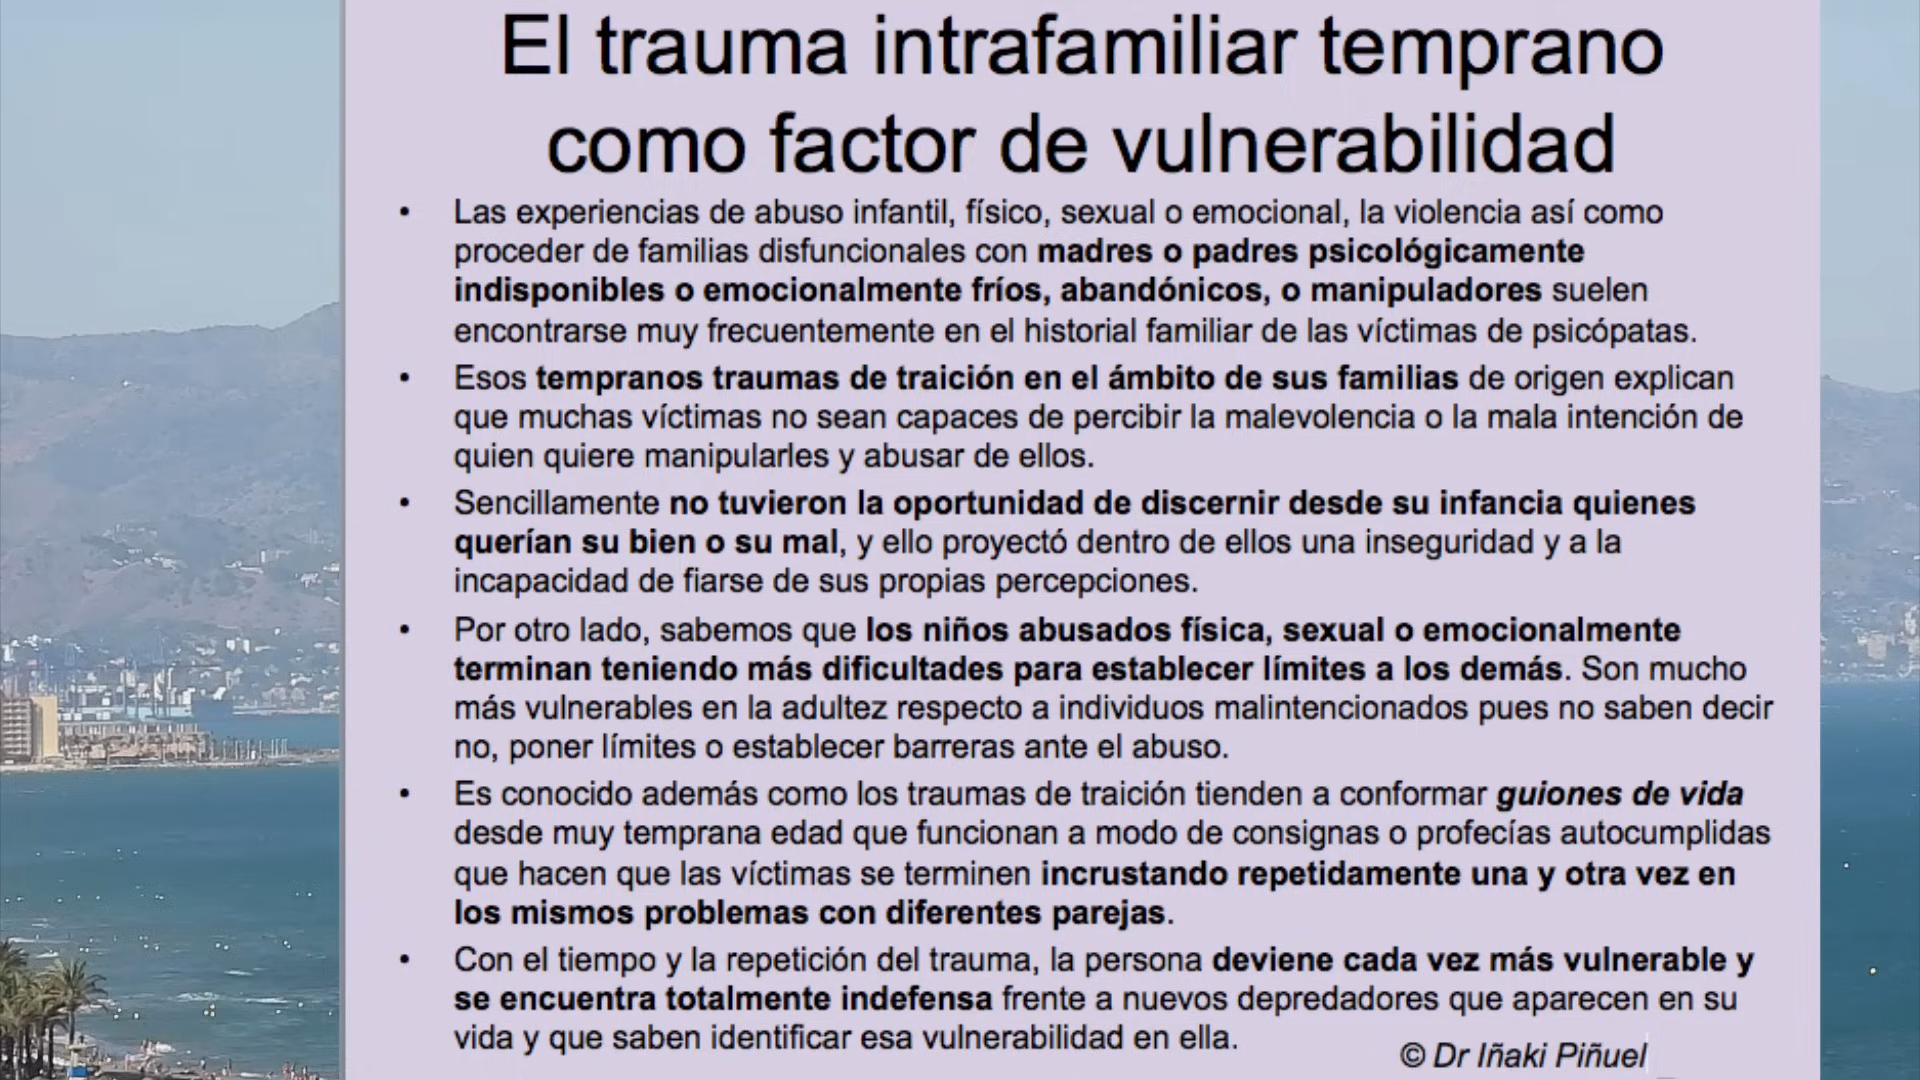 El trauma intrafamiliar temprano
como factor de vulnerabilidad
• Las experiencias de abuso infantil, físico, sexual o emocional, la violencia así como
proceder de familias disfuncionales con madres o padres psicológicamente
indisponibles o emocionalmente fríos, abandónicos, o manipuladores suelen
encontrarse muy frecuentemente en el historial familiar de las víctimas de psicópatas.
• Esos tempranos traumas de traición en el ámbito de sus familias de origen explican
que muchas víctimas no sean capaces de percibir la malevolencia o la mala intención de
quien quiere manipularles y abusar de ellos.
• Sencillamente no tuvieron la oportunidad de discernir desde su infancia quienes
querían su bien o su mal, y ello proyectó dentro de ellos una inseguridad y a la
incapacidad de fiarse de sus propias percepciones.
• Por otro lado, sabemos que los niños abusados física, sexual o emocionalmente
terminan teniendo más dificultades para establecer límites a los demás. Son mucho
más vulnerables en la adultez respecto a individuos malintencionados pues no saben decir
no, poner límites o establecer barreras ante el abuso.
• Es conocido además como los traumas de traición tienden a conformar guiones de vida
desde muy temprana edad que funcionan a modo de consignas o profecías autocumplidas
que hacen que las víctimas se terminen incrustando repetidamente una y otra vez en
los mismos problemas con diferentes parejas.
• Con el tiempo y la repetición del trauma, la persona deviene cada vez más vulnerable y
se encuentra totalmente indefensa frente a nuevos depredadores que aparecen en su
vida y que saben identificar esa vulnerabilidad en ella.
© Dr Iñaki Piñuel